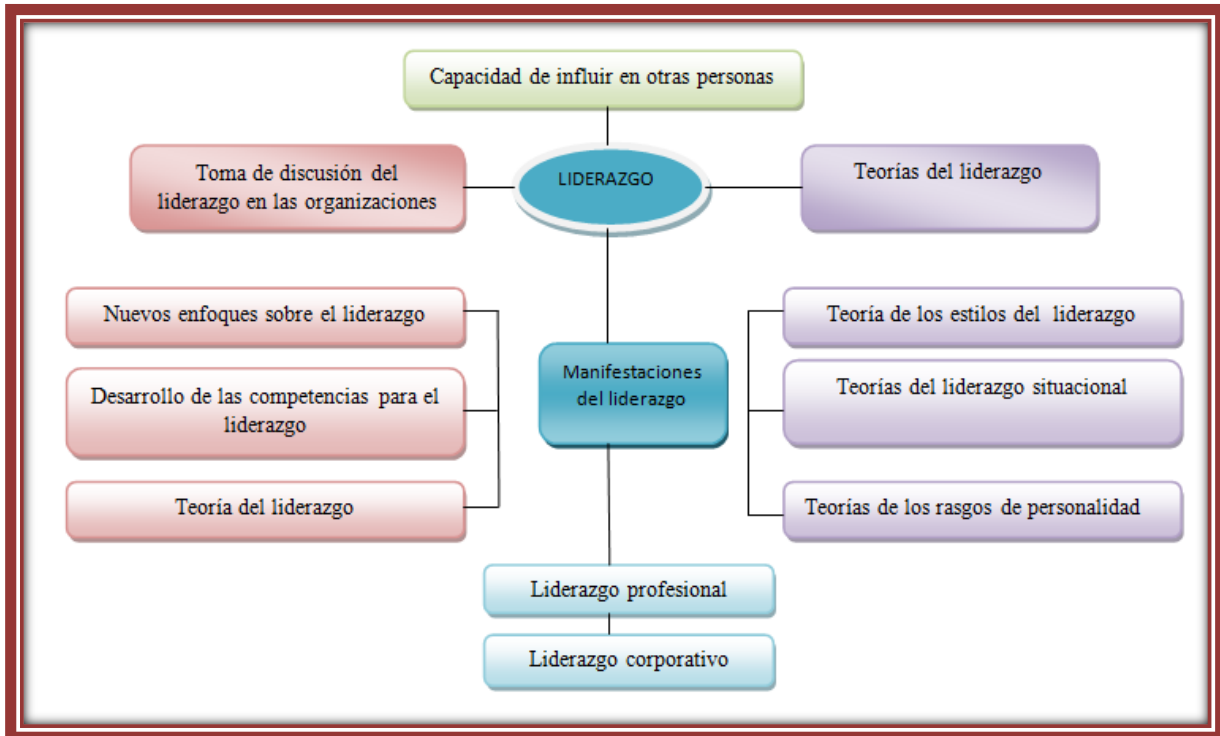 Capacidad de influir en otras personas
Toma de discusión del
liderazgo en las organizaciones
LIDERAZGO
Teorías del liderazgo
Nuevos enfoques sobre el liderazgo
Desarrollo de las competencias para el
liderazgo
Teoría del liderazgo
Manifestaciones
del liderazgo
Teoría de los estilos del liderazgo
Teorías del liderazgo situacional
Teorías de los rasgos de personalidad
Liderazgo profesional
Liderazgo corporativo